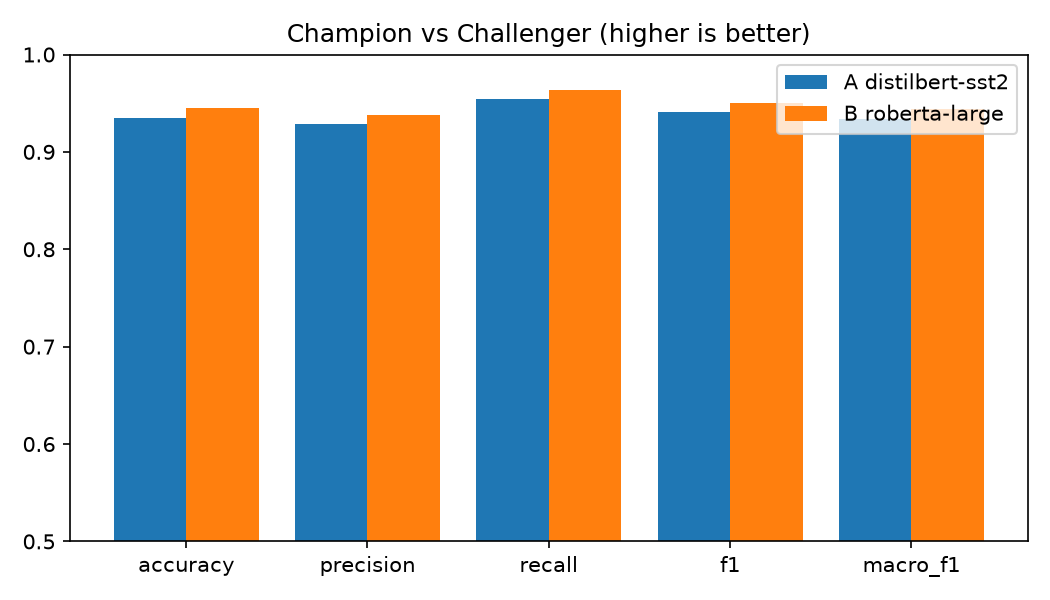 Champion vs Challenger (higher is better)
A distilbert-sst2
B roberta-large
1.0
0.9
0.8
0.7
0.6
0.5
accuracy precision recall f1 macro_f1